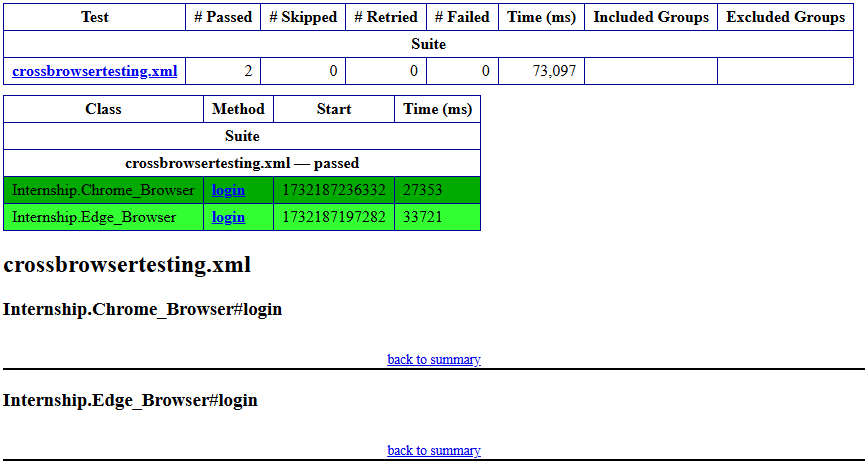 Test # Passed # Skipped # Retried # Failed Time (ms) Included Groups Excluded Groups
Suite
crossbrowsertesting.xml 2 0 0 0 73,097
Class Method Start Time (ms)
Suite
crossbrowsertesting.xml — passed
Internship.Chrome_Browser login 1732187236332 27353
Internship.Edge_Browser login 1732187197282 33721
crossbrowsertesting.xml
Internship.Chrome_Browser#login
back to summary
Internship.Edge_Browser#login
back to summary